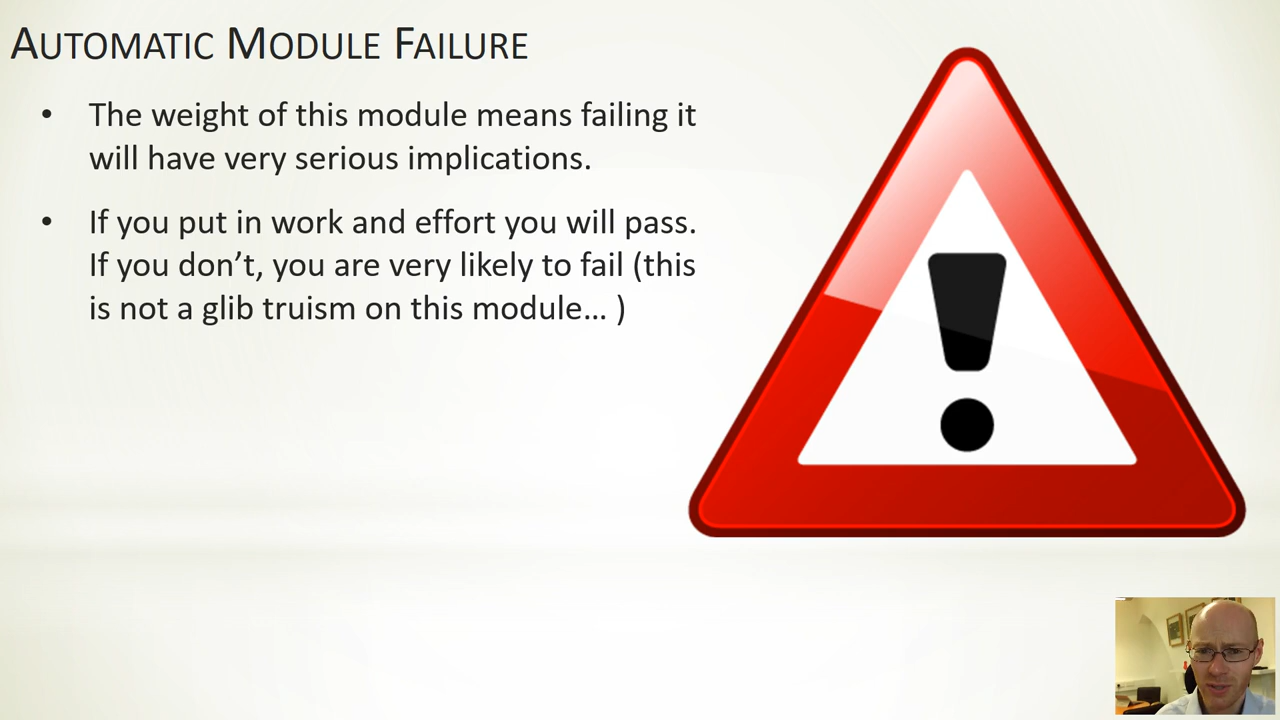 AUTOMATIC MODULE FAILURE
• The weight of this module means failing it
will have very serious implications.
• If you put in work and effort you will pass.
If you don’t, you are very likely to fail (this
is not a glib truism on this module… )